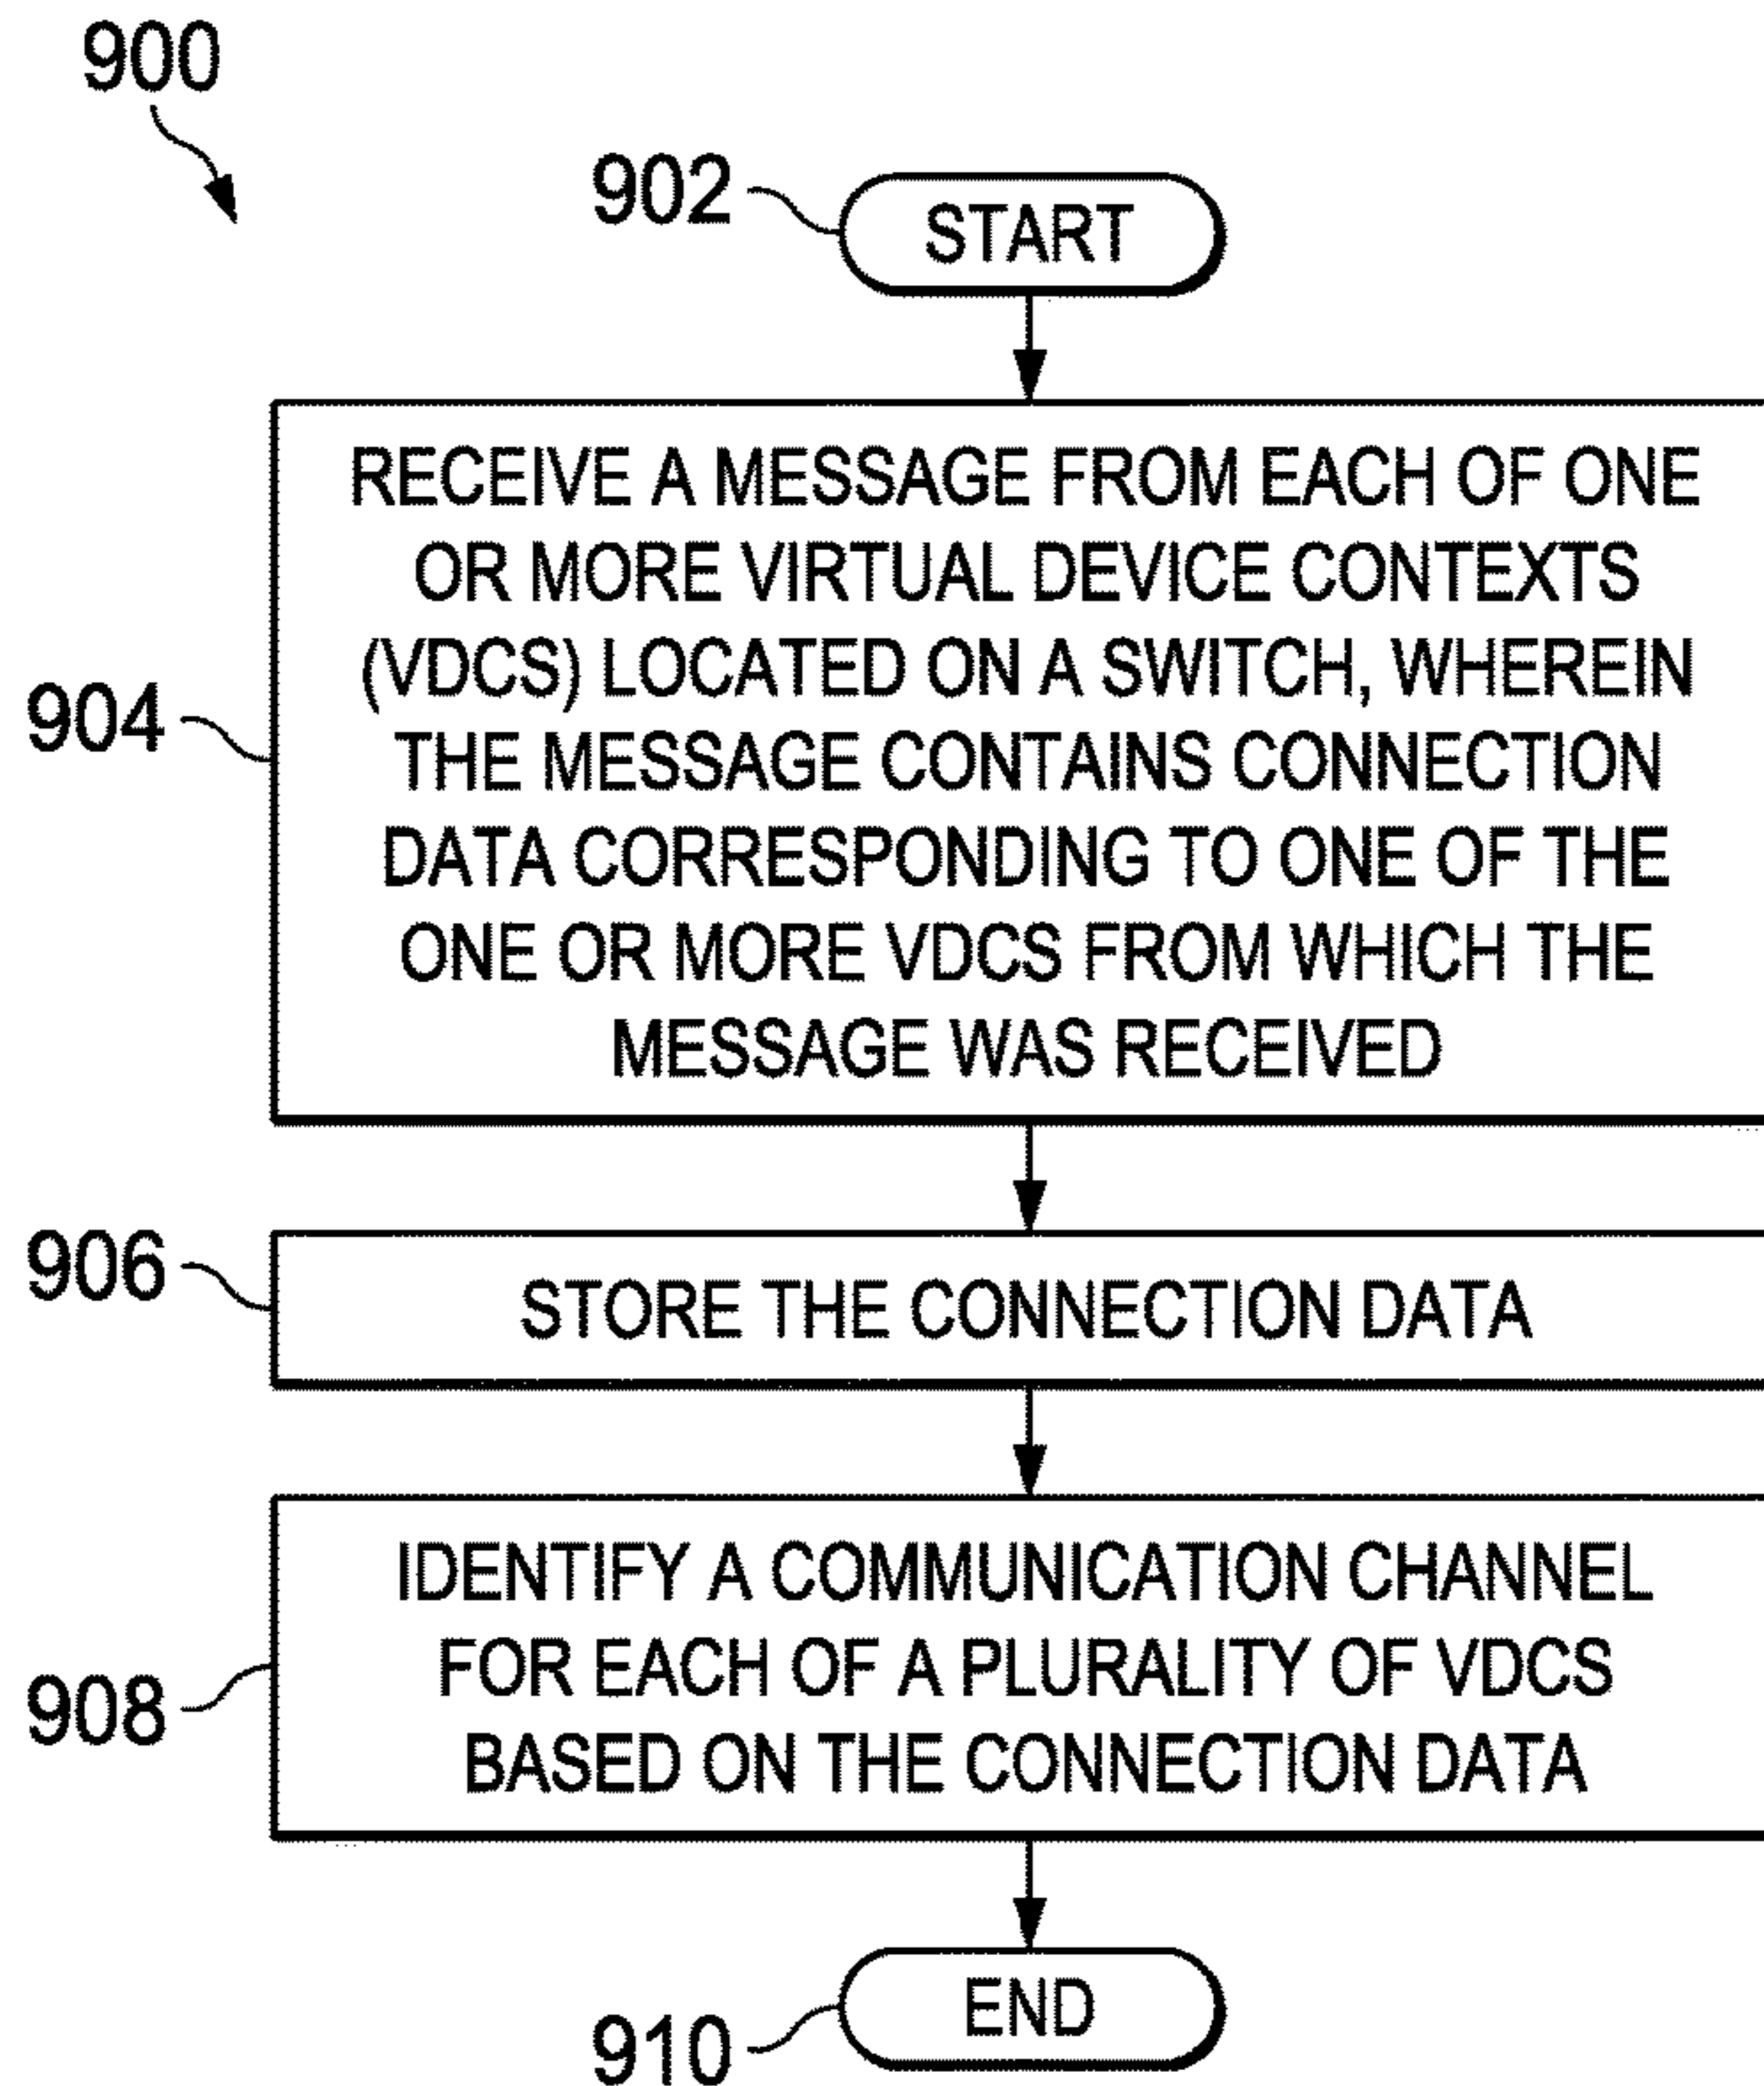 900
902
START
904
RECEIVE A MESSAGE FROM EACH OF ONE
OR MORE VIRTUAL DEVICE CONTEXTS
(VDCS) LOCATED ON A SWITCH, WHEREIN
THE MESSAGE CONTAINS CONNECTION
DATA CORRESPONDING TO ONE OF THE
ONE OR MORE VDCS FROM WHICH THE
MESSAGE WAS RECEIVED
906
STORE THE CONNECTION DATA
908
IDENTIFY A COMMUNICATION CHANNEL
FOR EACH OF A PLURALITY OF VDCS
BASED ON THE CONNECTION DATA
910
END